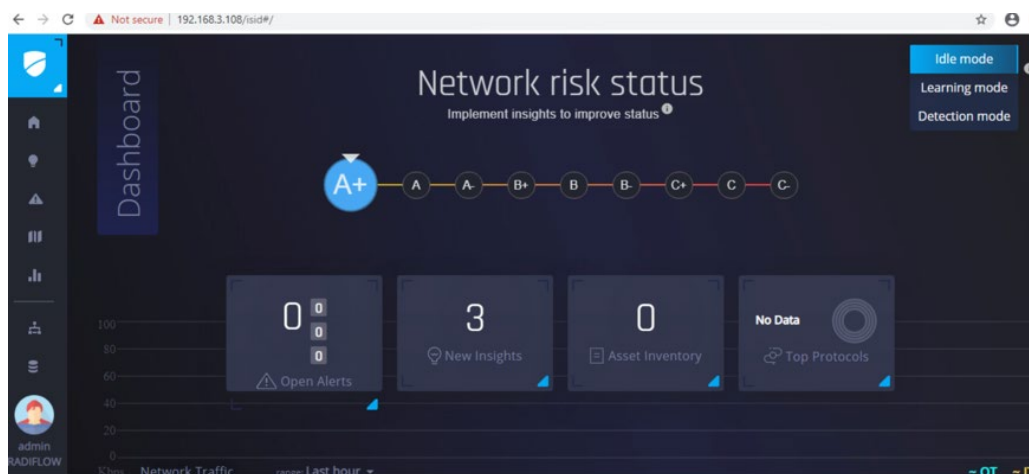 Not secure | 192.168.3.108/isid#/
Dashboard
Network risk status
Implement insights to improve status
Idle mode
Learning mode
Detection mode
A+ A A- B+ B B- C+ C C-
0 0 0 0
Open Alerts
3
New Insights
0
Asset Inventory
No Data
Top Protocols
100
80
60
40
20
0
Kbps Network Traffic range: Last hour
~ OT
admin
RADIFLOW